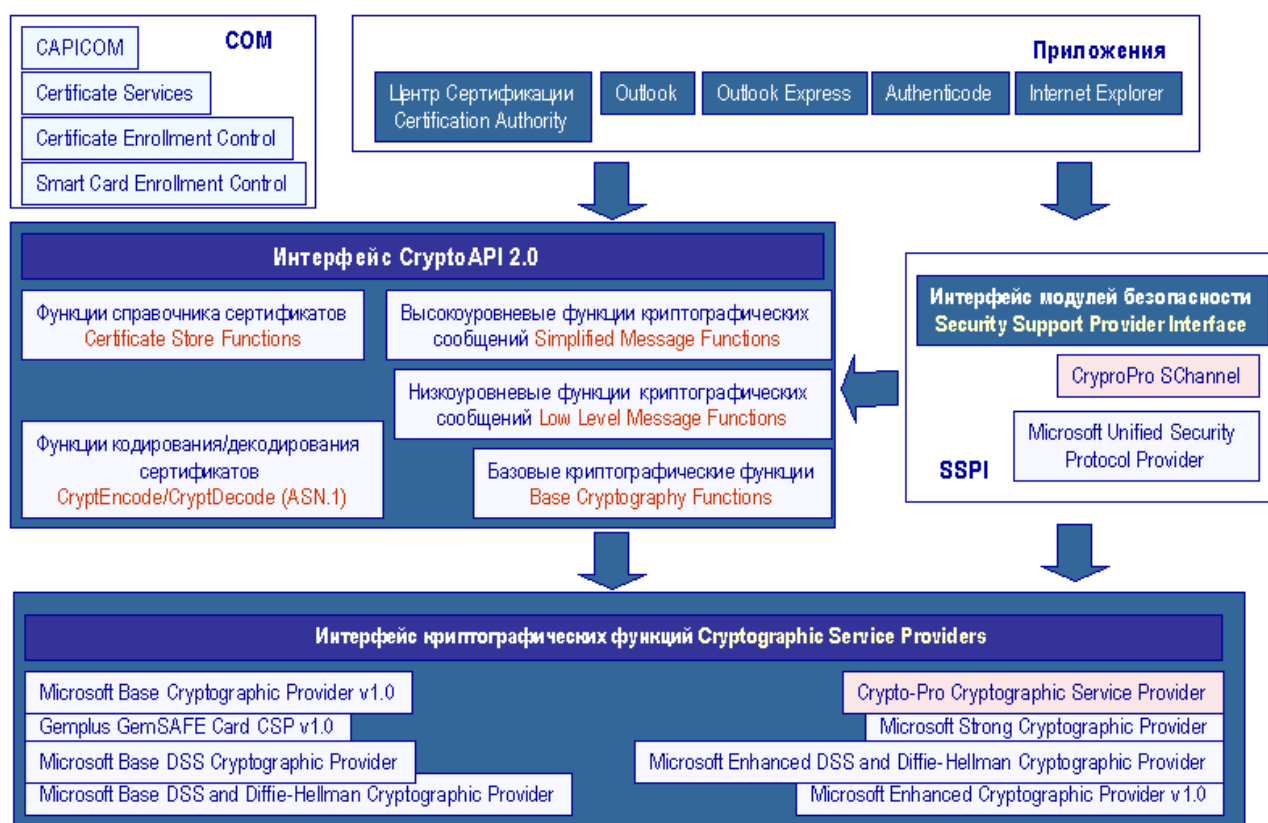 COM
CAPICOM
Certificate Services
Certificate Enrollment Control
Smart Card Enrollment Control
Приложения
Центр Сертификации
Certification Authority
Outlook
Outlook Express
Authenticode
Internet Explorer
Интерфейс CryptoAPI 2.0
Функции справочника сертификатов
Certificate Store Functions
Высокоуровневые функции криптографических
сообщений Simplified Message Functions
Низкоуровневые функции криптографических
сообщений Low Level Message Functions
Функции кодирования/декодирования
сертификатов
CryptEncode/CryptDecode (ASN.1)
Базовые криптографические функции
Base Cryptography Functions
Интерфейс модулей безопасности
Security Support Provider Interface
CryproPro SChannel
Microsoft Unified Security
Protocol Provider
SSPI
Интерфейс криптографических функций Cryptographic Service Providers
Microsoft Base Cryptographic Provider v1.0
Gemplus GemSAFE Card CSP v1.0
Microsoft Base DSS Cryptographic Provider
Microsoft Base DSS and Diffie-Hellman Cryptographic Provider
Crypto-Pro Cryptographic Service Provider
Microsoft Strong Cryptographic Provider
Microsoft Enhanced DSS and Diffie-Hellman Cryptographic Provider
Microsoft Enhanced Cryptographic Provider v1.0